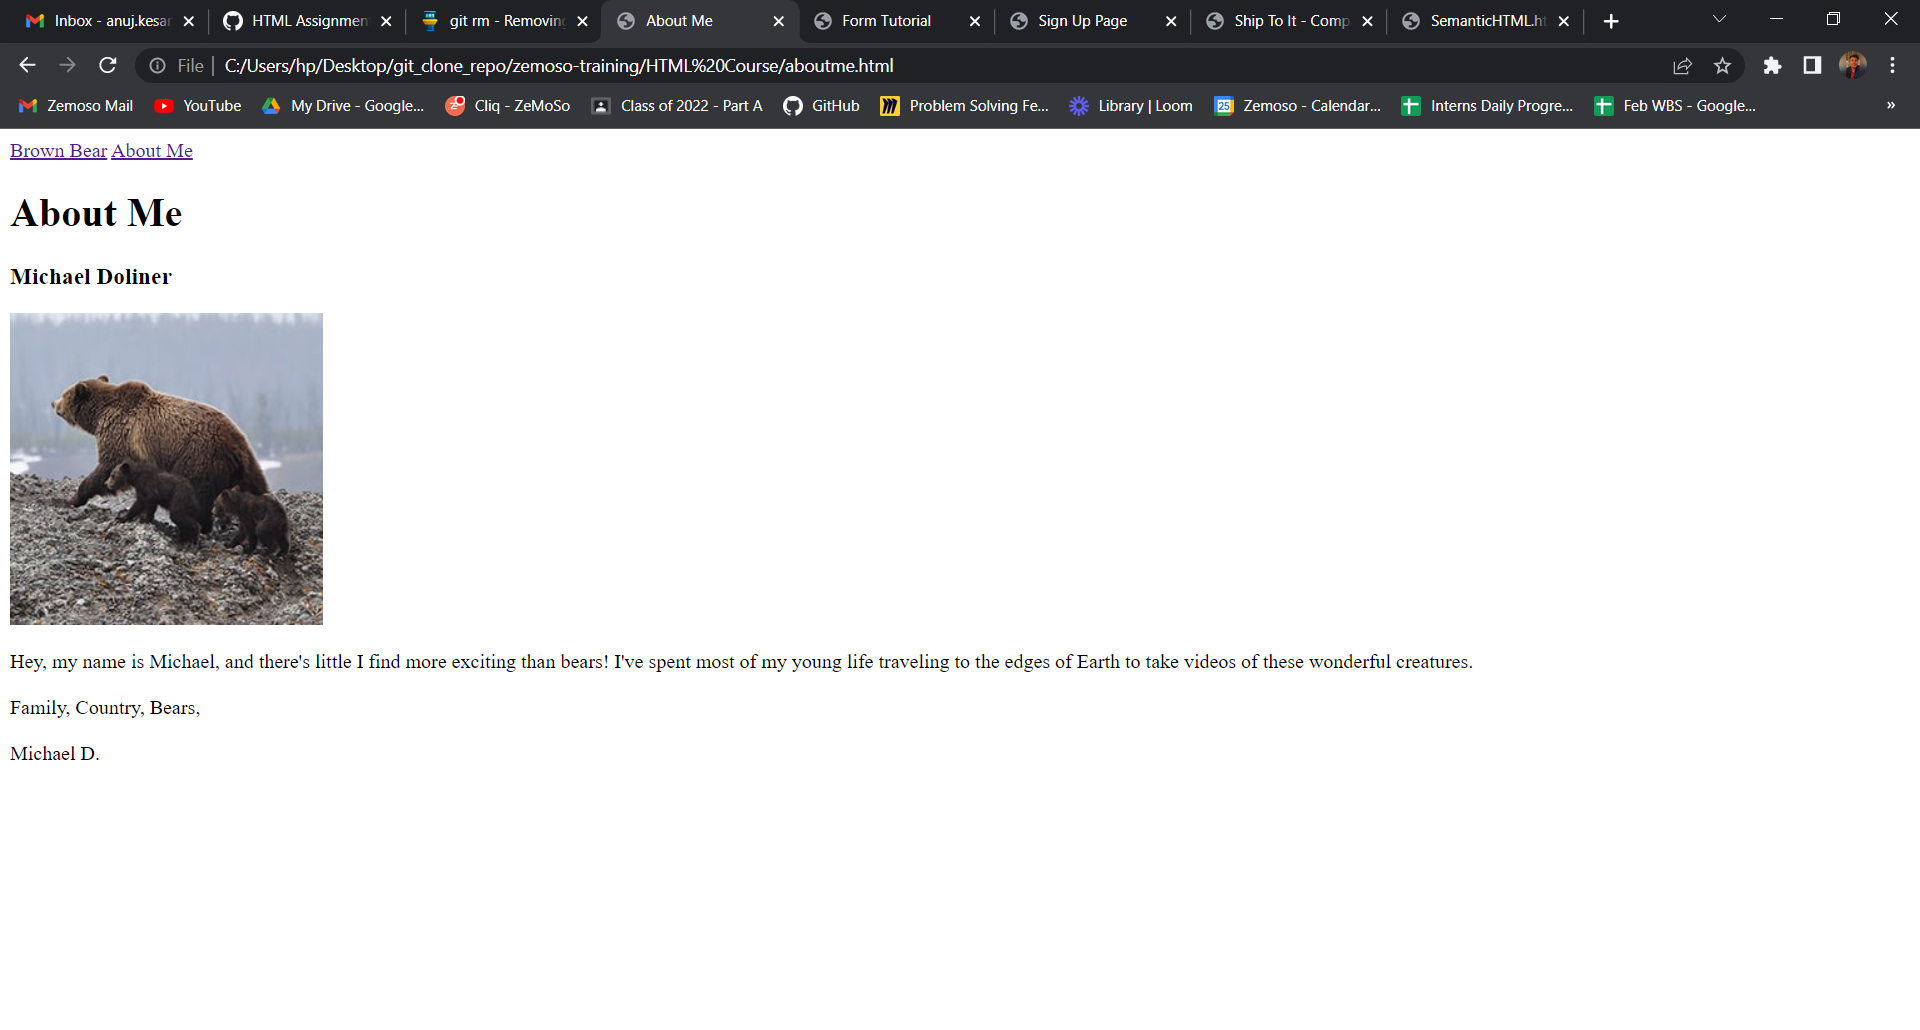 Inbox - anuj.kesar
HTML Assignment
git rm - Removing
About Me
Form Tutorial
Sign Up Page
Ship To It - Comp
SemanticHTML.ht
File
C:/Users/hp/Desktop/git_clone_repo/zemoso-training/HTML%20Course/aboutme.html
Zemoso Mail
YouTube
My Drive - Google...
Cliq - ZeMoSo
Class of 2022 - Part A
GitHub
Problem Solving Fe...
Library | Loom
25
Zemoso - Calendar...
Interns Daily Progre...
Feb WBS - Google...
»
Brown Bear About Me
About Me
Michael Doliner
Hey, my name is Michael, and there's little I find more exciting than bears! I've spent most of my young life traveling to the edges of Earth to take videos of these wonderful creatures.
Family, Country, Bears,
Michael D.